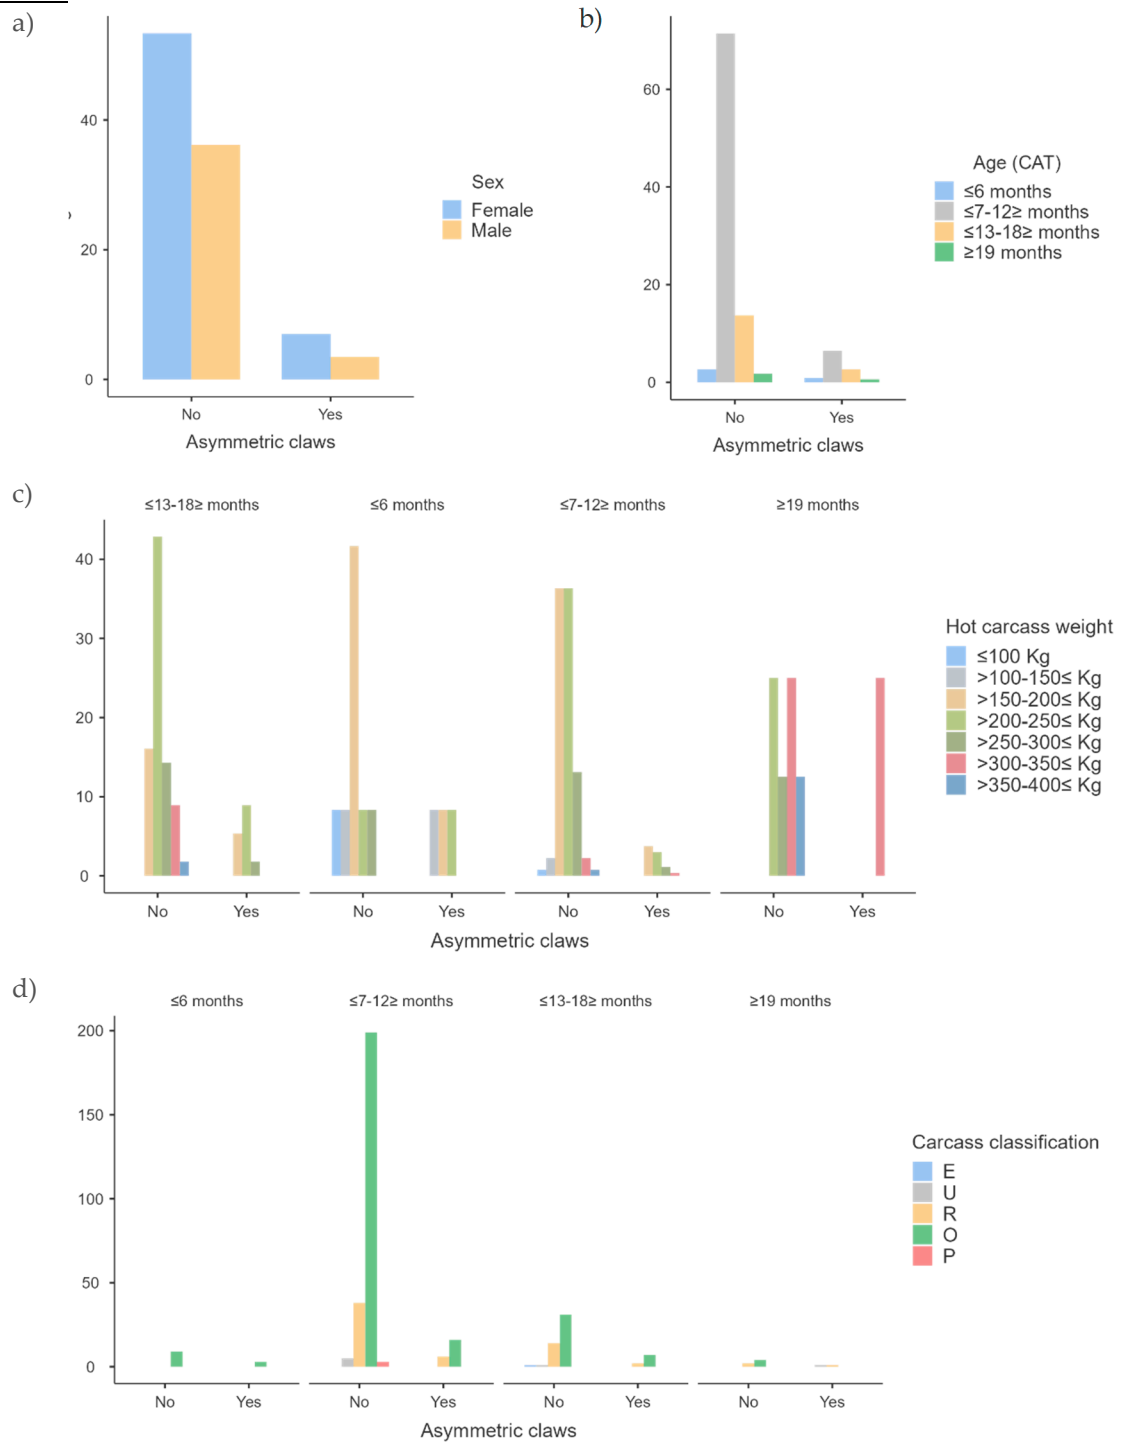 a)
40
20
0
No Yes
Asymmetric claws
Sex
Female
Male
b)
60
40
20
0
No Yes
Asymmetric claws
Age (CAT)
≤6 months
≤7-12≥ months
≤13-18≥ months
≥19 months
c)
≤13-18≥ months ≤6 months ≤7-12≥ months ≥19 months
40
30
20
10
0
No Yes No Yes No Yes No Yes
Asymmetric claws
Hot carcass weight
≤100 Kg
>100-150≤ Kg
>150-200≤ Kg
>200-250≤ Kg
>250-300≤ Kg
>300-350≤ Kg
>350-400≤ Kg
d)
≤6 months ≤7-12≥ months ≤13-18≥ months ≥19 months
200
150
100
50
0
No Yes No Yes No Yes No Yes
Asymmetric claws
Carcass classification
E
U
R
O
P